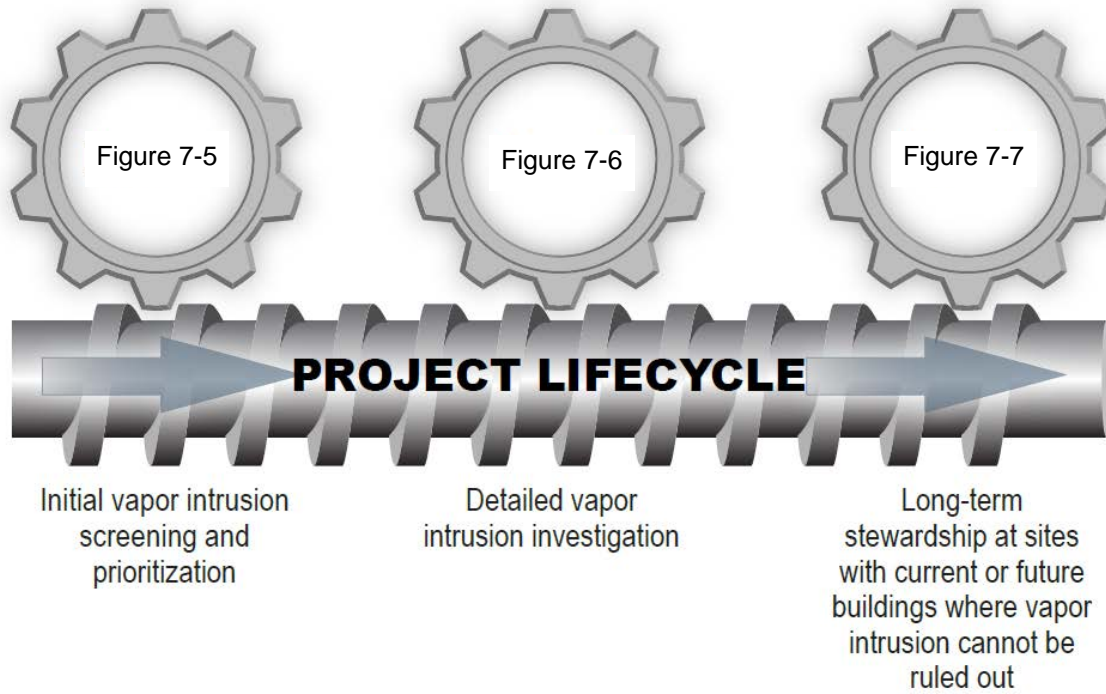 Figure 7-5
Figure 7-6
Figure 7-7
PROJECT LIFECYCLE
Initial vapor intrusion
screening and
prioritization
Detailed vapor
intrusion investigation
Long-term
stewardship at sites
with current or future
buildings where vapor
intrusion cannot be
ruled out